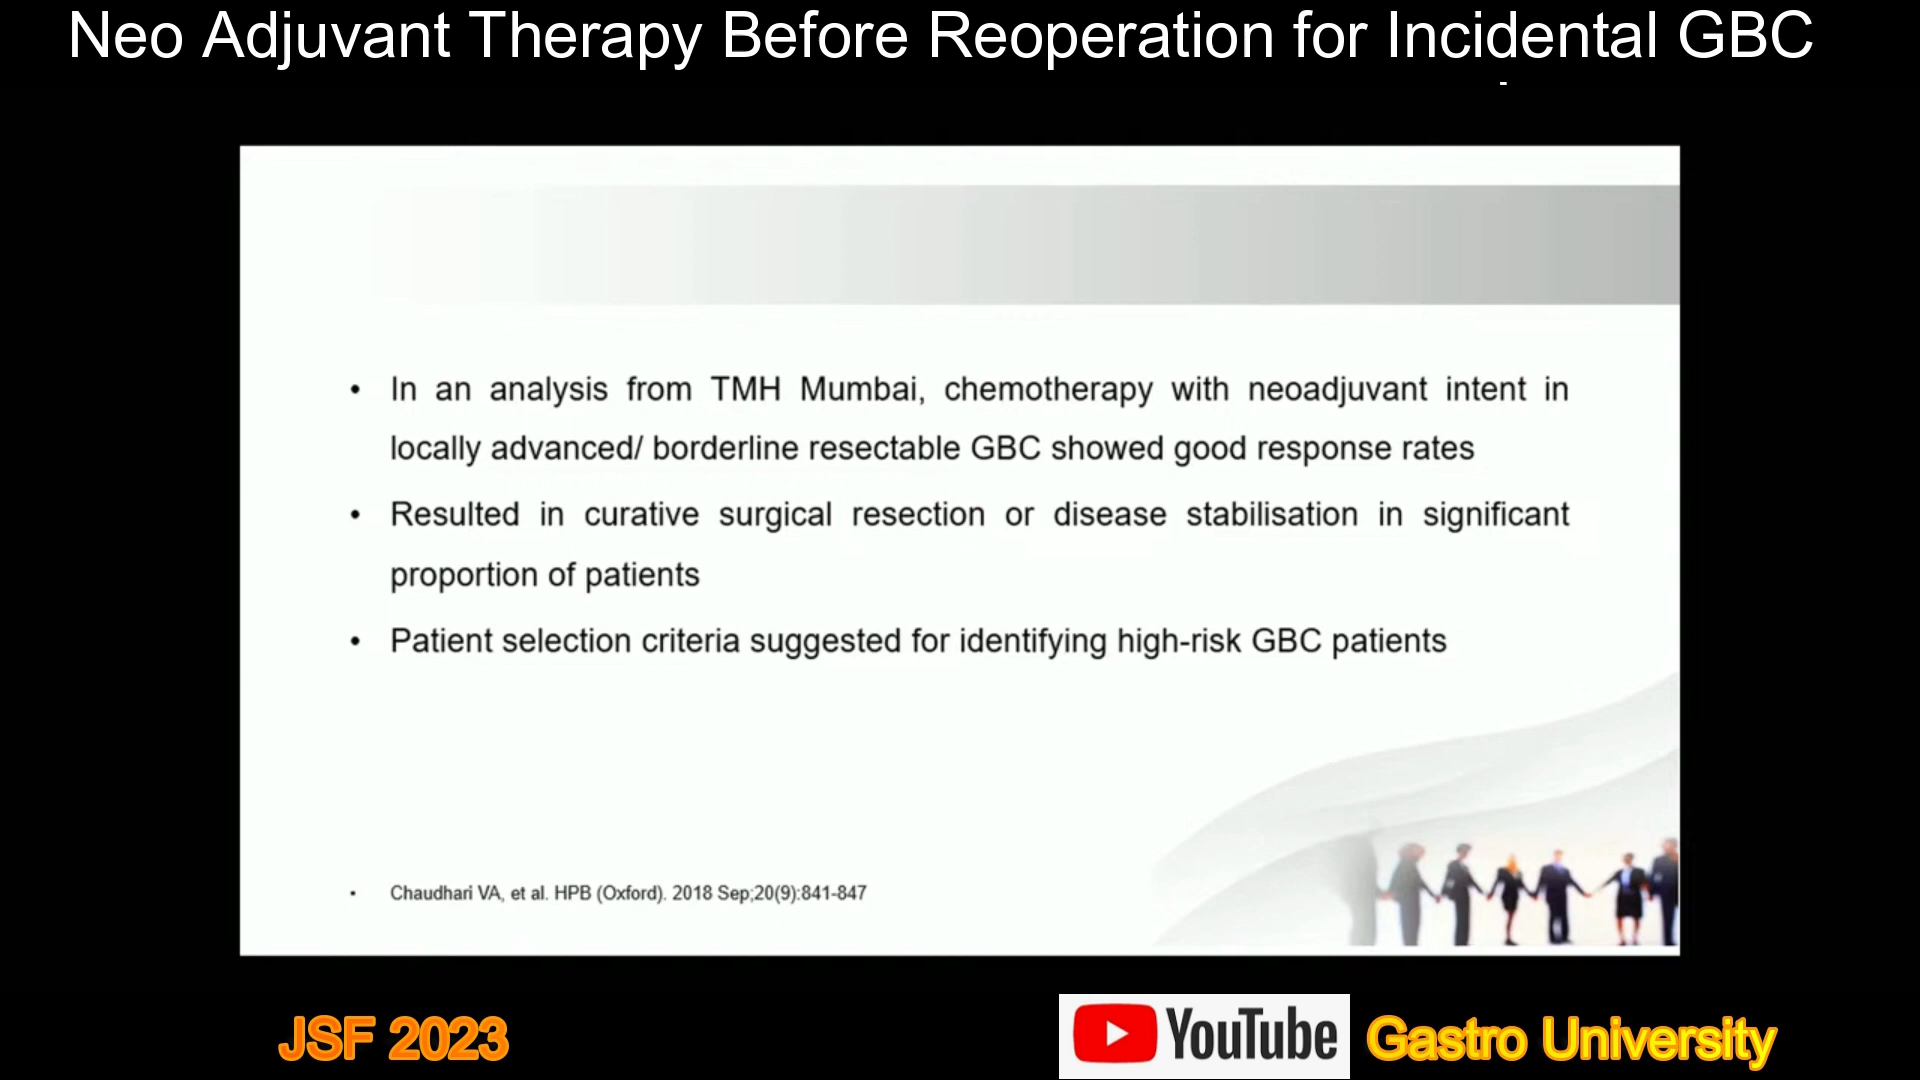 Neo Adjuvant Therapy Before Reoperation for Incidental GBC
• In an analysis from TMH Mumbai, chemotherapy with neoadjuvant intent in
locally advanced/ borderline resectable GBC showed good response rates
• Resulted in curative surgical resection or disease stabilisation in significant
proportion of patients
• Patient selection criteria suggested for identifying high-risk GBC patients
• Chaudhari VA, et al. HPB (Oxford). 2018 Sep;20(9):841-847
JSF 2023
YouTube Gastro University